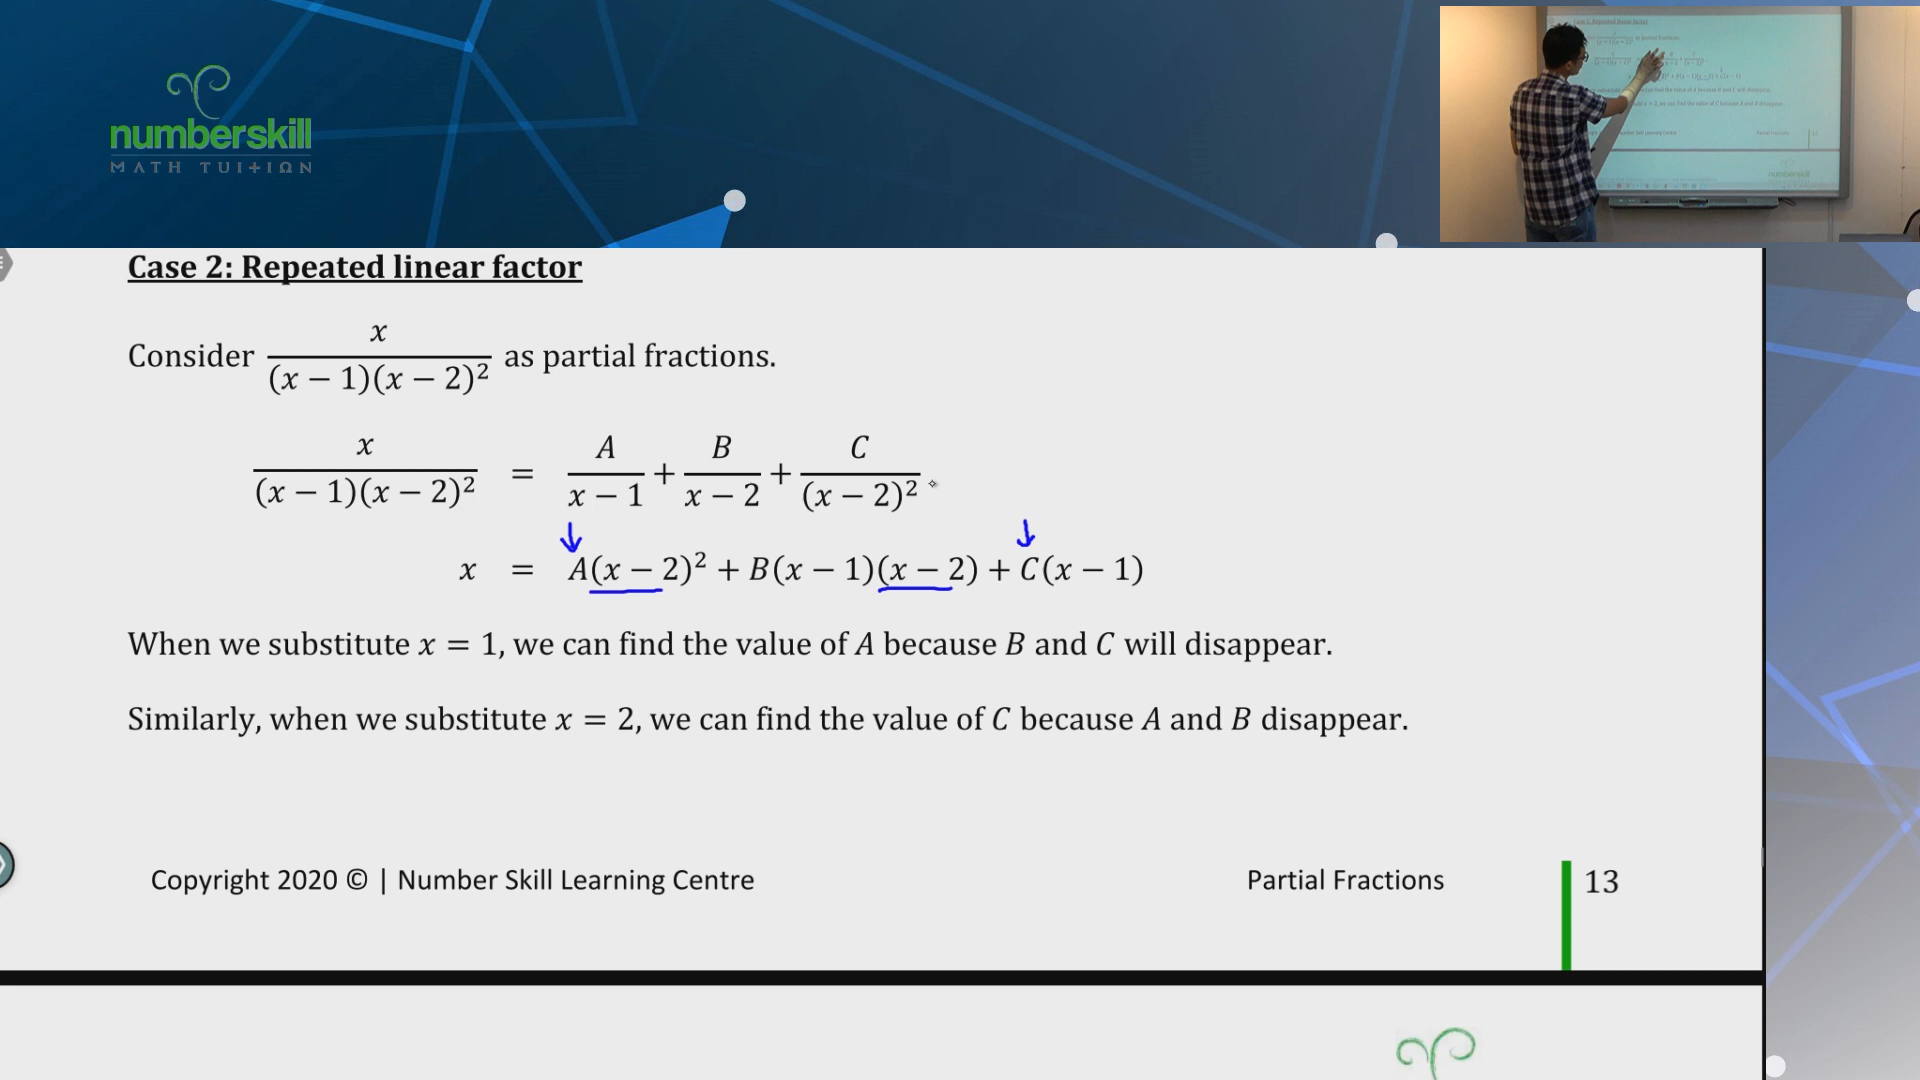 numberskill
MATH TUI+IΩN
Case 2: Repeated linear factor
Consider x/((x − 1)(x − 2)²) as partial fractions.
x/((x − 1)(x − 2)²) = A/(x − 1) + B/(x − 2) + C/(x − 2)²
x = A(x − 2)² + B(x − 1)(x − 2) + C(x − 1)
When we substitute x = 1, we can find the value of A because B and C will disappear.
Similarly, when we substitute x = 2, we can find the value of C because A and B disappear.
Copyright 2020 © | Number Skill Learning Centre
Partial Fractions
13